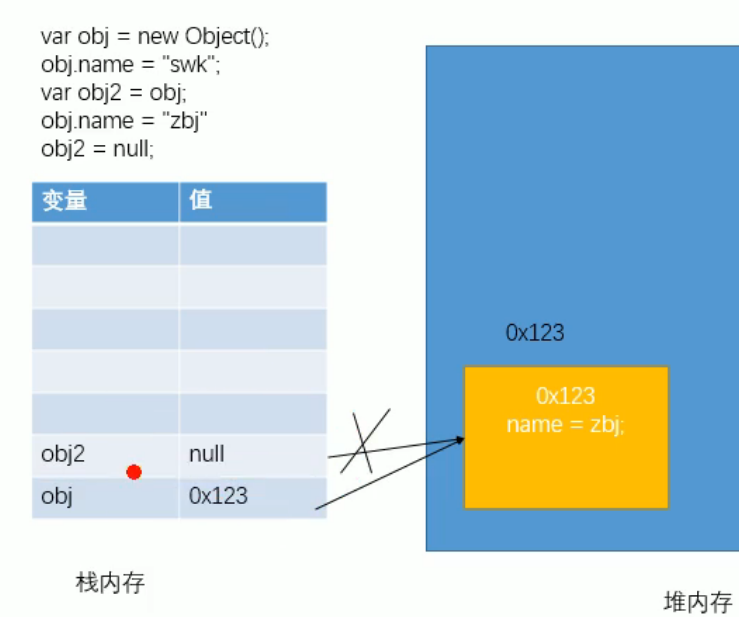 var obj = new Object();
obj.name = "swk";
var obj2 = obj;
obj.name = "zbj"
obj2 = null;
变量 值
obj2 null
obj 0x123
栈内存
0x123
0x123
name = zbj;
堆内存